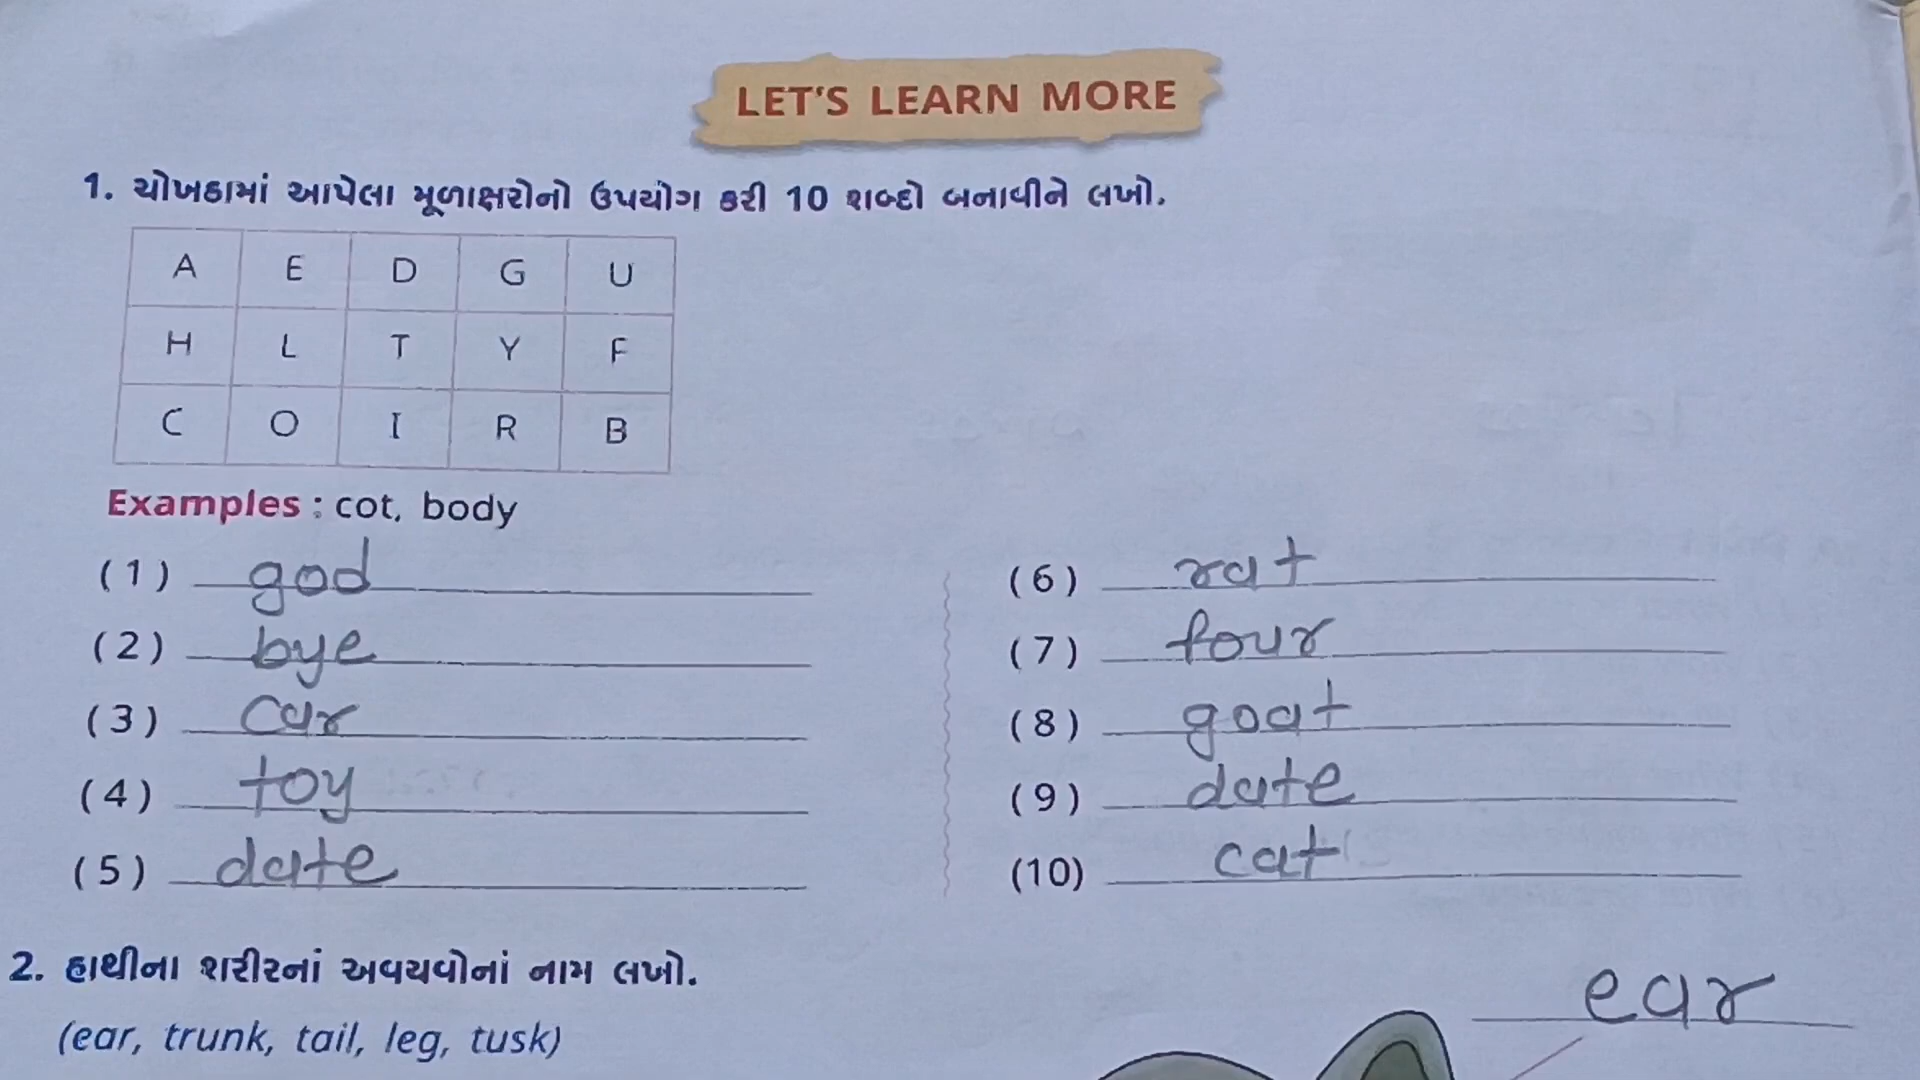 LET'S LEARN MORE
1. ચોખઠામાં આપેલા મૂળાક્ષરોનો ઉપયોગ કરી 10 શબ્દો બનાવીને લખો.
A E D G U
H L T Y F
C O I R B
Examples : cot, body
(1) god
(2) bye
(3) car
(4) toy
(5) date
(6) rat
(7) four
(8) goat
(9) date
(10) cat
2. હાથીના શરીરનાં અવયવોનાં નામ લખો.
(ear, trunk, tail, leg, tusk)
ear